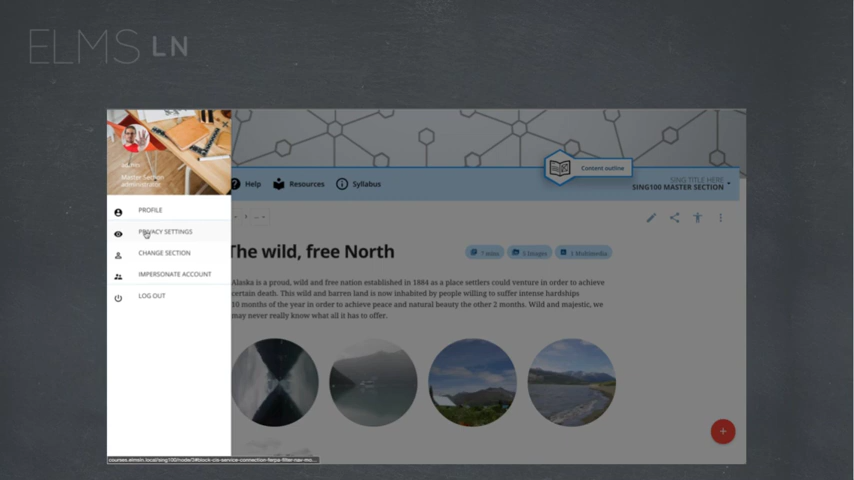 ELMS LN
Master Section
administrator
PROFILE
PRIVACY SETTINGS
CHANGE SECTION
IMPERSONATE ACCOUNT
LOG OUT
Help
Resources
Syllabus
Content outline
SING TITLE HERE
SING100 MASTER SECTION
The wild, free North
7 mins
5 Images
1 Multimedia
Alaska is a proud, wild and free nation established in 1884 as a place settlers could venture in order to achieve
certain death. This wild and barren land is now inhabited by people willing to suffer intense hardships
10 months of the year in order to achieve peace and natural beauty the other 2 months. Wild and majestic, we
may never really know what all it has to offer.